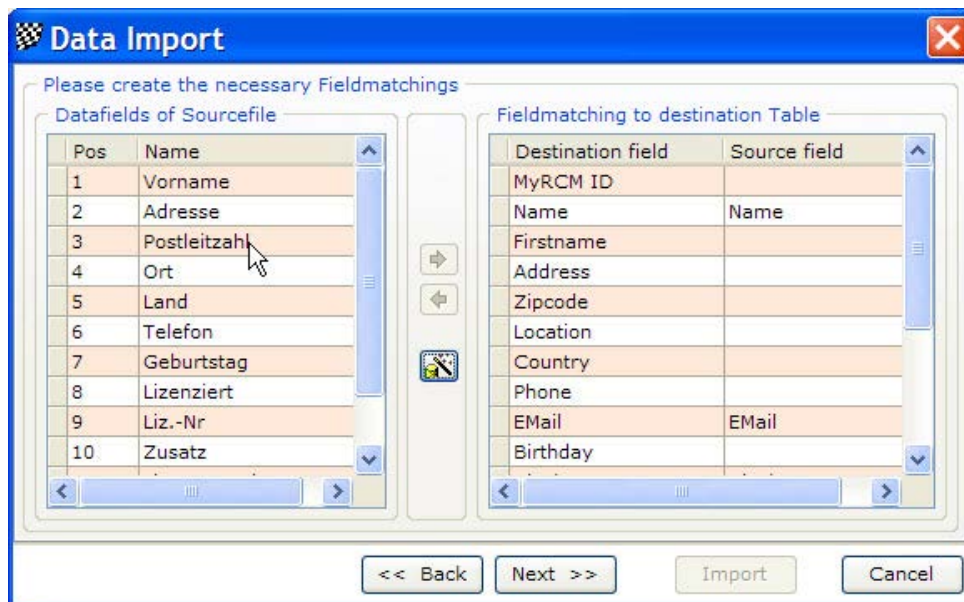 Data Import
Please create the necessary Fieldmatchings
Datafields of Sourcefile
Pos Name
1 Vorname
2 Adresse
3 Postleitzahl
4 Ort
5 Land
6 Telefon
7 Geburtstag
8 Lizenziert
9 Liz.-Nr
10 Zusatz
Fieldmatching to destination Table
Destination field Source field
MyRCM ID
Name Name
Firstname
Address
Zipcode
Location
Country
Phone
EMail EMail
Birthday
<< Back Next >> Import Cancel